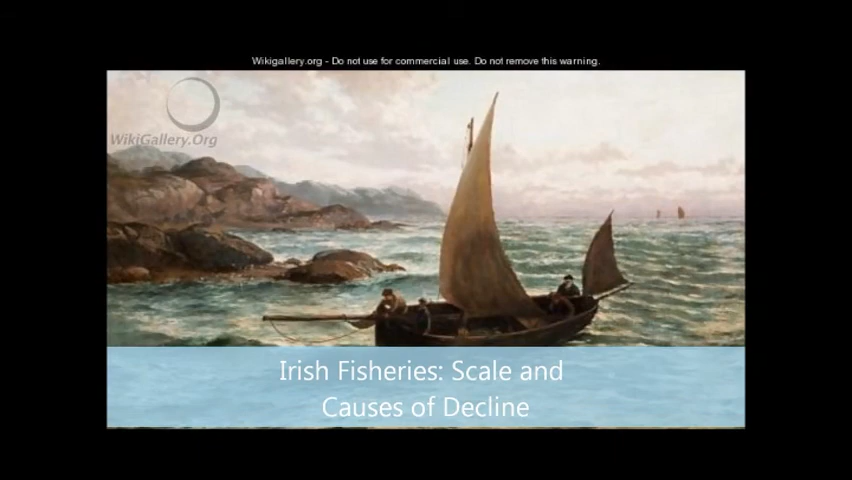 Wikigallery.org - Do not use for commercial use. Do not remove this warning.
WikiGallery.Org
Irish Fisheries: Scale and
Causes of Decline